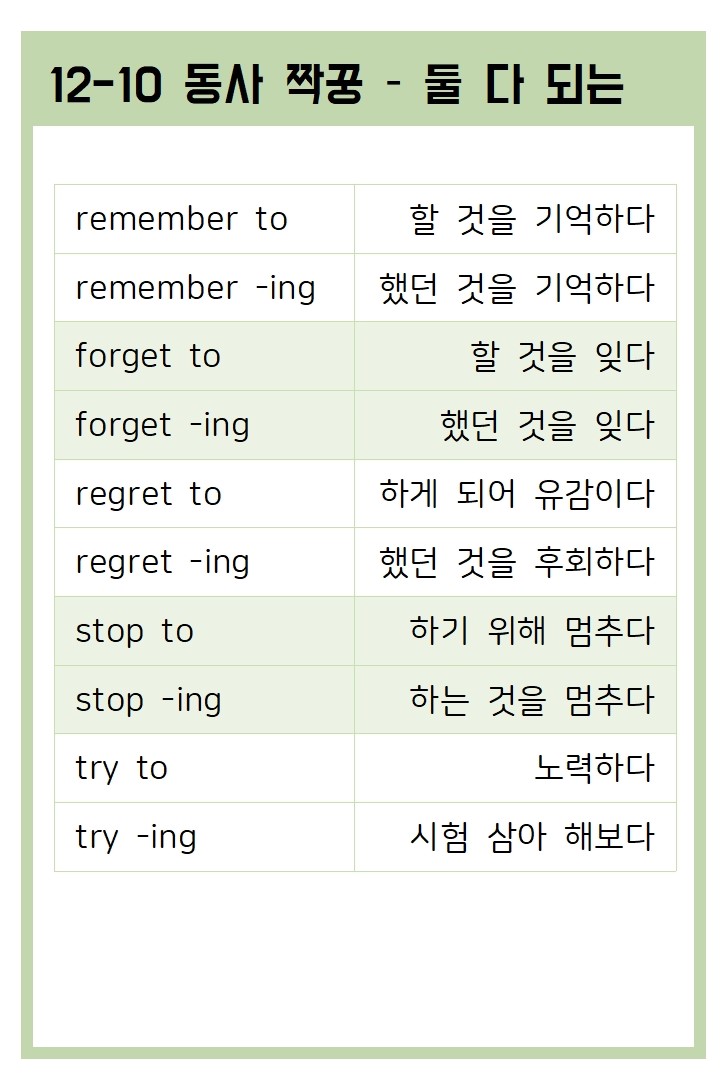 12-10 동사 짝꿍 - 둘 다 되는
remember to 할 것을 기억하다
remember -ing 했던 것을 기억하다
forget to 할 것을 잊다
forget -ing 했던 것을 잊다
regret to 하게 되어 유감이다
regret -ing 했던 것을 후회하다
stop to 하기 위해 멈추다
stop -ing 하는 것을 멈추다
try to 노력하다
try -ing 시험 삼아 해보다